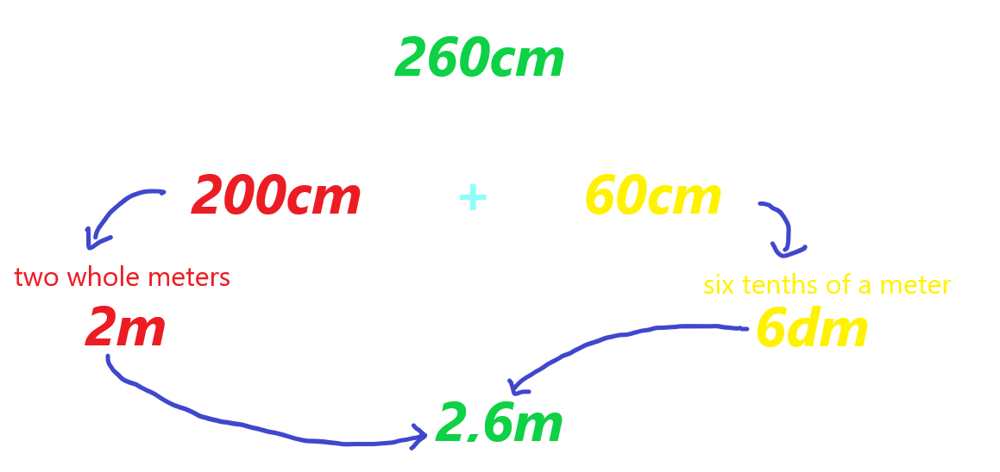 260cm
200cm + 60cm
two whole meters
2m
six tenths of a meter
6dm
2,6m